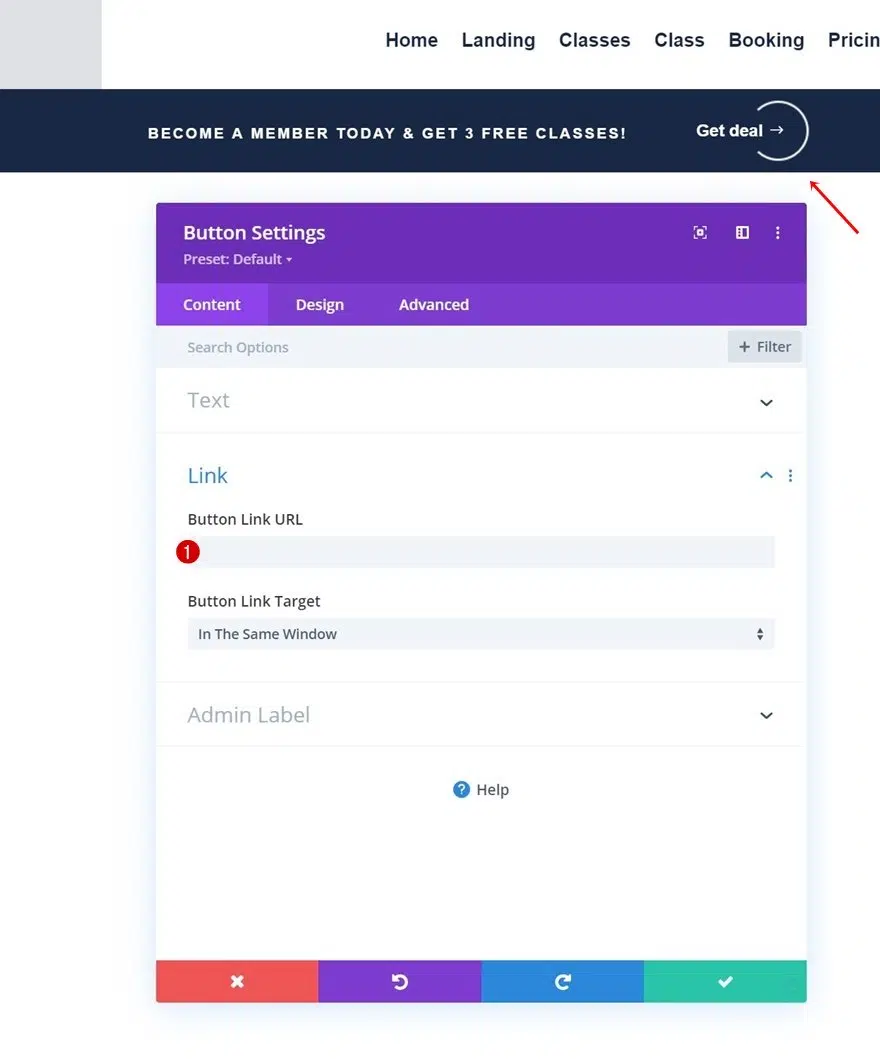 Home Landing Classes Class Booking Pricin
BECOME A MEMBER TODAY & GET 3 FREE CLASSES!
Get deal →
Button Settings
Preset: Default
Content Design Advanced
Search Options
+ Filter
Text
Link
Button Link URL
1
Button Link Target
In The Same Window
Admin Label
? Help